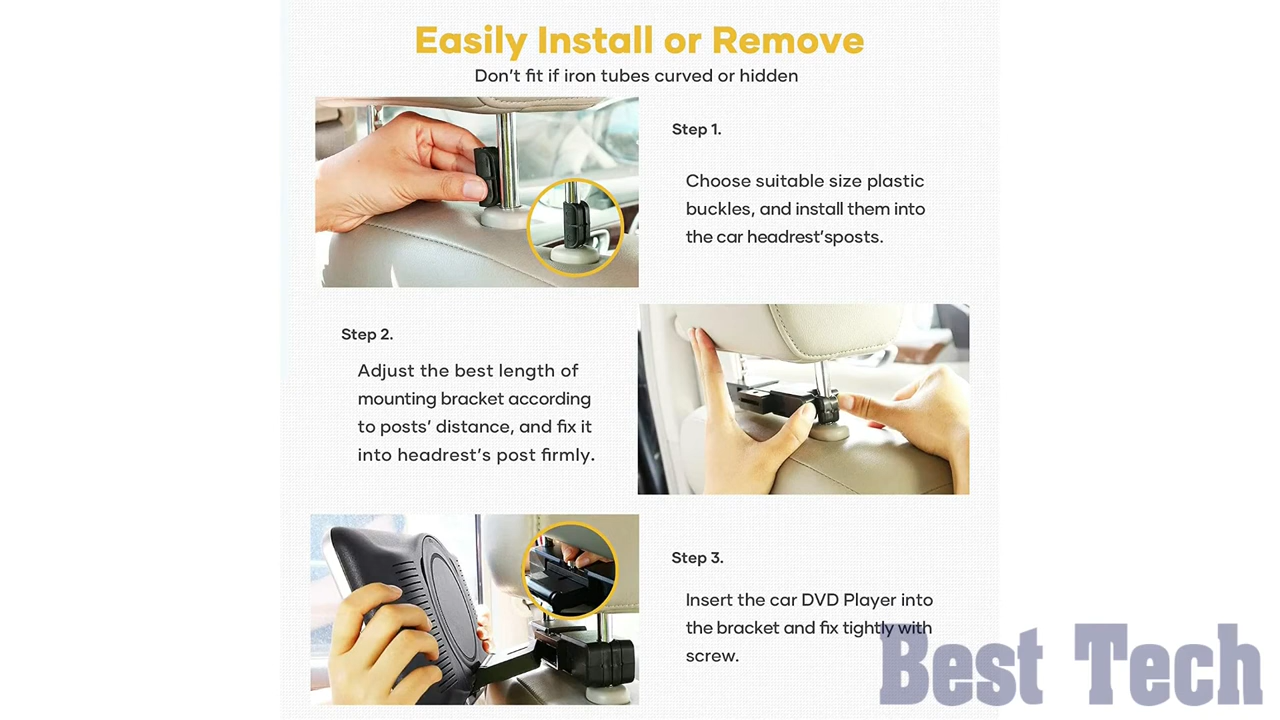 Easily Install or Remove
Don't fit if iron tubes curved or hidden
Step 1.
Choose suitable size plastic
buckles, and install them into
the car headrest'sposts.
Step 2.
Adjust the best length of
mounting bracket according
to posts' distance, and fix it
into headrest's post firmly.
Step 3.
Insert the car DVD Player into
the bracket and fix tightly with
screw.
Best Tech